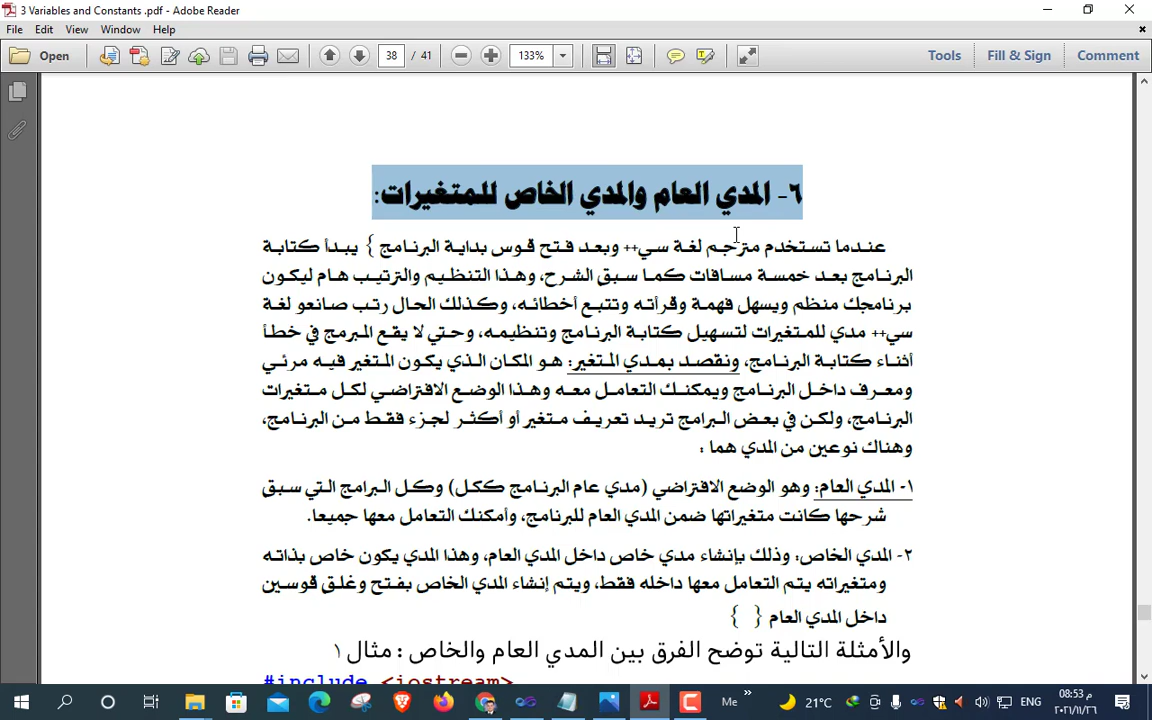 3 Variables and Constants .pdf - Adobe Reader
File Edit View Window Help
Open 38 / 41 133% Tools Fill & Sign Comment
٦- المدي العام والمدي الخاص للمتغيرات:
عندما تستخدم مترجم لغة سي++ وبعد فتح قوس بداية البرنامج { يبدأ كتابة
البرنامج بعد خمسة مسافات كما سبق الشرح، وهذا التنظيم والترتيب هام ليكون
برنامجك منظم ويسهل فهمة وقرأته وتتبع أخطائه، وكذلك الحال رتب صانعو لغة
سي++ مدي للمتغيرات لتسهيل كتابة البرنامج وتنظيمه، وحتي لا يقع المبرمج في خطأ
أثناء كتابة البرنامج، ونقصد بمدي المتغير: هو المكان الذي يكون المتغير فيه مرئي
ومعرف داخل البرنامج ويمكنك التعامل معه وهذا الوضع الافتراضي لكل متغيرات
البرنامج، ولكن في بعض البرامج تريد تعريف متغير أو أكثر لجزء فقط من البرنامج،
وهناك نوعين من المدي هما :
١- المدي العام: وهو الوضع الافتراضي (مدي عام البرنامج ككل) وكل البرامج التي سبق
شرحها كانت متغيراتها ضمن المدي العام للبرنامج، وأمكنك التعامل معها جميعا.
٢- المدي الخاص: وذلك بإنشاء مدي خاص داخل المدي العام، وهذا المدي يكون خاص بذاته
ومتغيراته يتم التعامل معها داخله فقط، ويتم إنشاء المدي الخاص بفتح وغلق قوسين
داخل المدي العام { }
والأمثلة التالية توضح الفرق بين المدي العام والخاص : مثال ١
#include <iostream>
Me » 21°C ENG 08:53 م
٢٠٢١/١١/٢٦